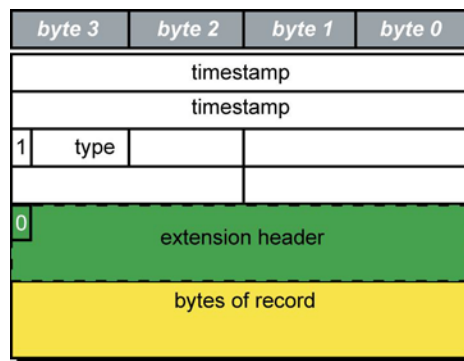 byte 3 byte 2 byte 1 byte 0
timestamp
timestamp
1 type
0
extension header
bytes of record